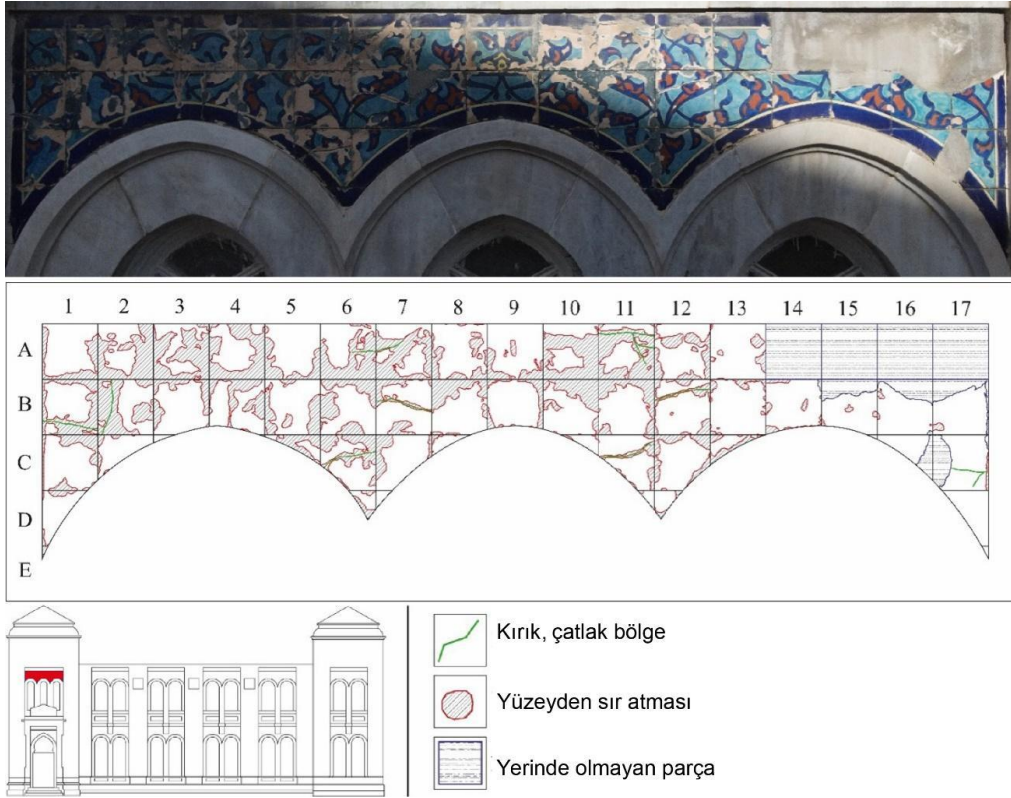 1 2 3 4 5 6 7 8 9 10 11 12 13 14 15 16 17
A
B
C
D
E
Kırık, çatlak bölge
Yüzeyden sır atması
Yerinde olmayan parça